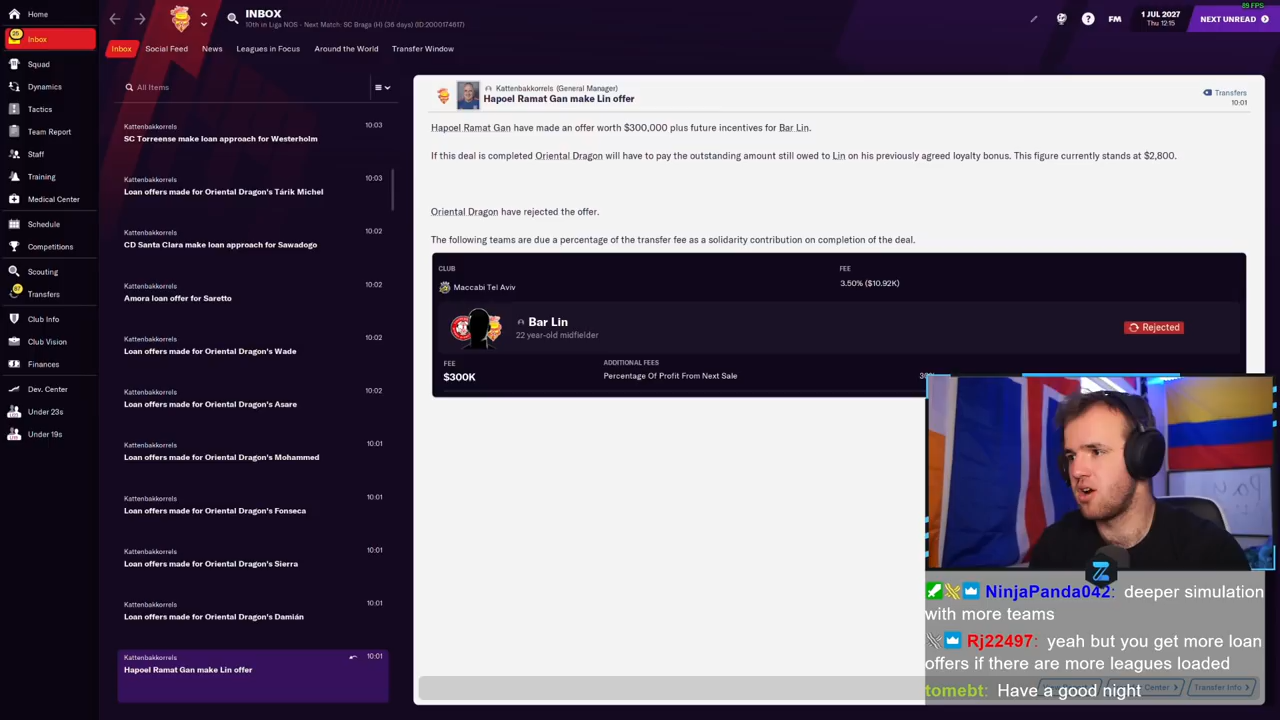 89 FPS
Home
INBOX
10th in Liga NOS - Next Match: SC Braga (H) (36 days) (ID:2000174617)
FM
1 JUL 2027
Thu 12:15
NEXT UNREAD
25
Inbox
Inbox
Social Feed
News
Leagues in Focus
Around the World
Transfer Window
Squad
Dynamics
Tactics
Team Report
Staff
Training
Medical Center
Schedule
Competitions
Scouting
Transfers
Club Info
Club Vision
Finances
Dev. Center
Under 23s
Under 19s
All Items
Kattenbakkorrels 10:03
SC Torreense make loan approach for Westerholm
Kattenbakkorrels 10:03
Loan offers made for Oriental Dragon's Tárik Michel
Kattenbakkorrels 10:02
CD Santa Clara make loan approach for Sawadogo
Kattenbakkorrels 10:02
Amora loan offer for Saretto
Kattenbakkorrels 10:02
Loan offers made for Oriental Dragon's Wade
Kattenbakkorrels 10:02
Loan offers made for Oriental Dragon's Asare
Kattenbakkorrels 10:01
Loan offers made for Oriental Dragon's Mohammed
Kattenbakkorrels 10:01
Loan offers made for Oriental Dragon's Fonseca
Kattenbakkorrels 10:01
Loan offers made for Oriental Dragon's Sierra
Kattenbakkorrels 10:01
Loan offers made for Oriental Dragon's Damián
Kattenbakkorrels 10:01
Hapoel Ramat Gan make Lin offer
Kattenbakkorrels (General Manager)
Hapoel Ramat Gan make Lin offer
Transfers
10:01
Hapoel Ramat Gan have made an offer worth $300,000 plus future incentives for Bar Lin.
If this deal is completed Oriental Dragon will have to pay the outstanding amount still owed to Lin on his previously agreed loyalty bonus. This figure currently stands at $2,800.
Oriental Dragon have rejected the offer.
The following teams are due a percentage of the transfer fee as a solidarity contribution on completion of the deal.
CLUB FEE
Maccabi Tel Aviv 3.50% ($10.92K)
Bar Lin
22 year-old midfielder
Rejected
FEE ADDITIONAL FEES
$300K Percentage Of Profit From Next Sale
NinjaPanda042: deeper simulation
with more teams
Rj22497: yeah but you get more loan
offers if there are more leagues loaded
tomebt: Have a good night
Center
Transfer Info